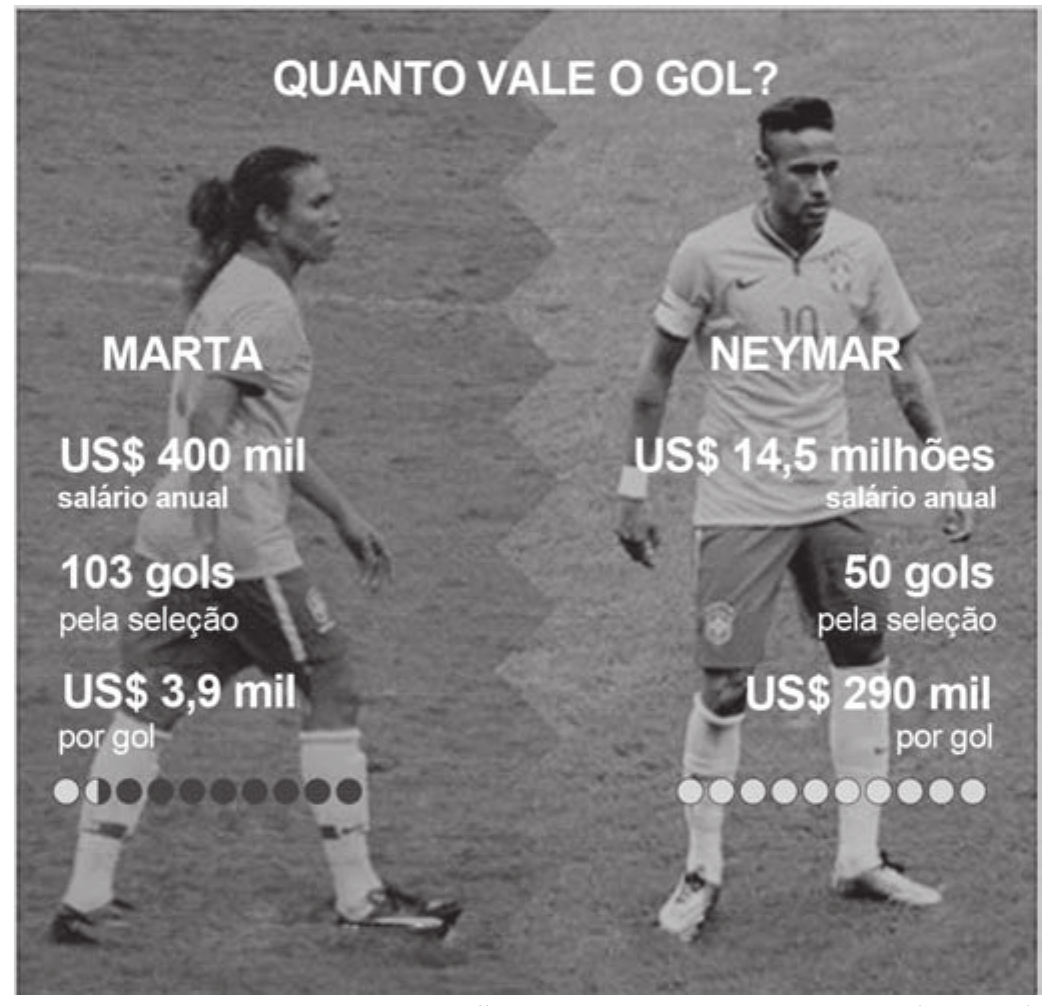 QUANTO VALE O GOL?
MARTA
US$ 400 mil
salário anual
103 gols
pela seleção
US$ 3,9 mil
por gol
10
NEYMAR
US$ 14,5 milhões
salário anual
50 gols
pela seleção
US$ 290 mil
por gol